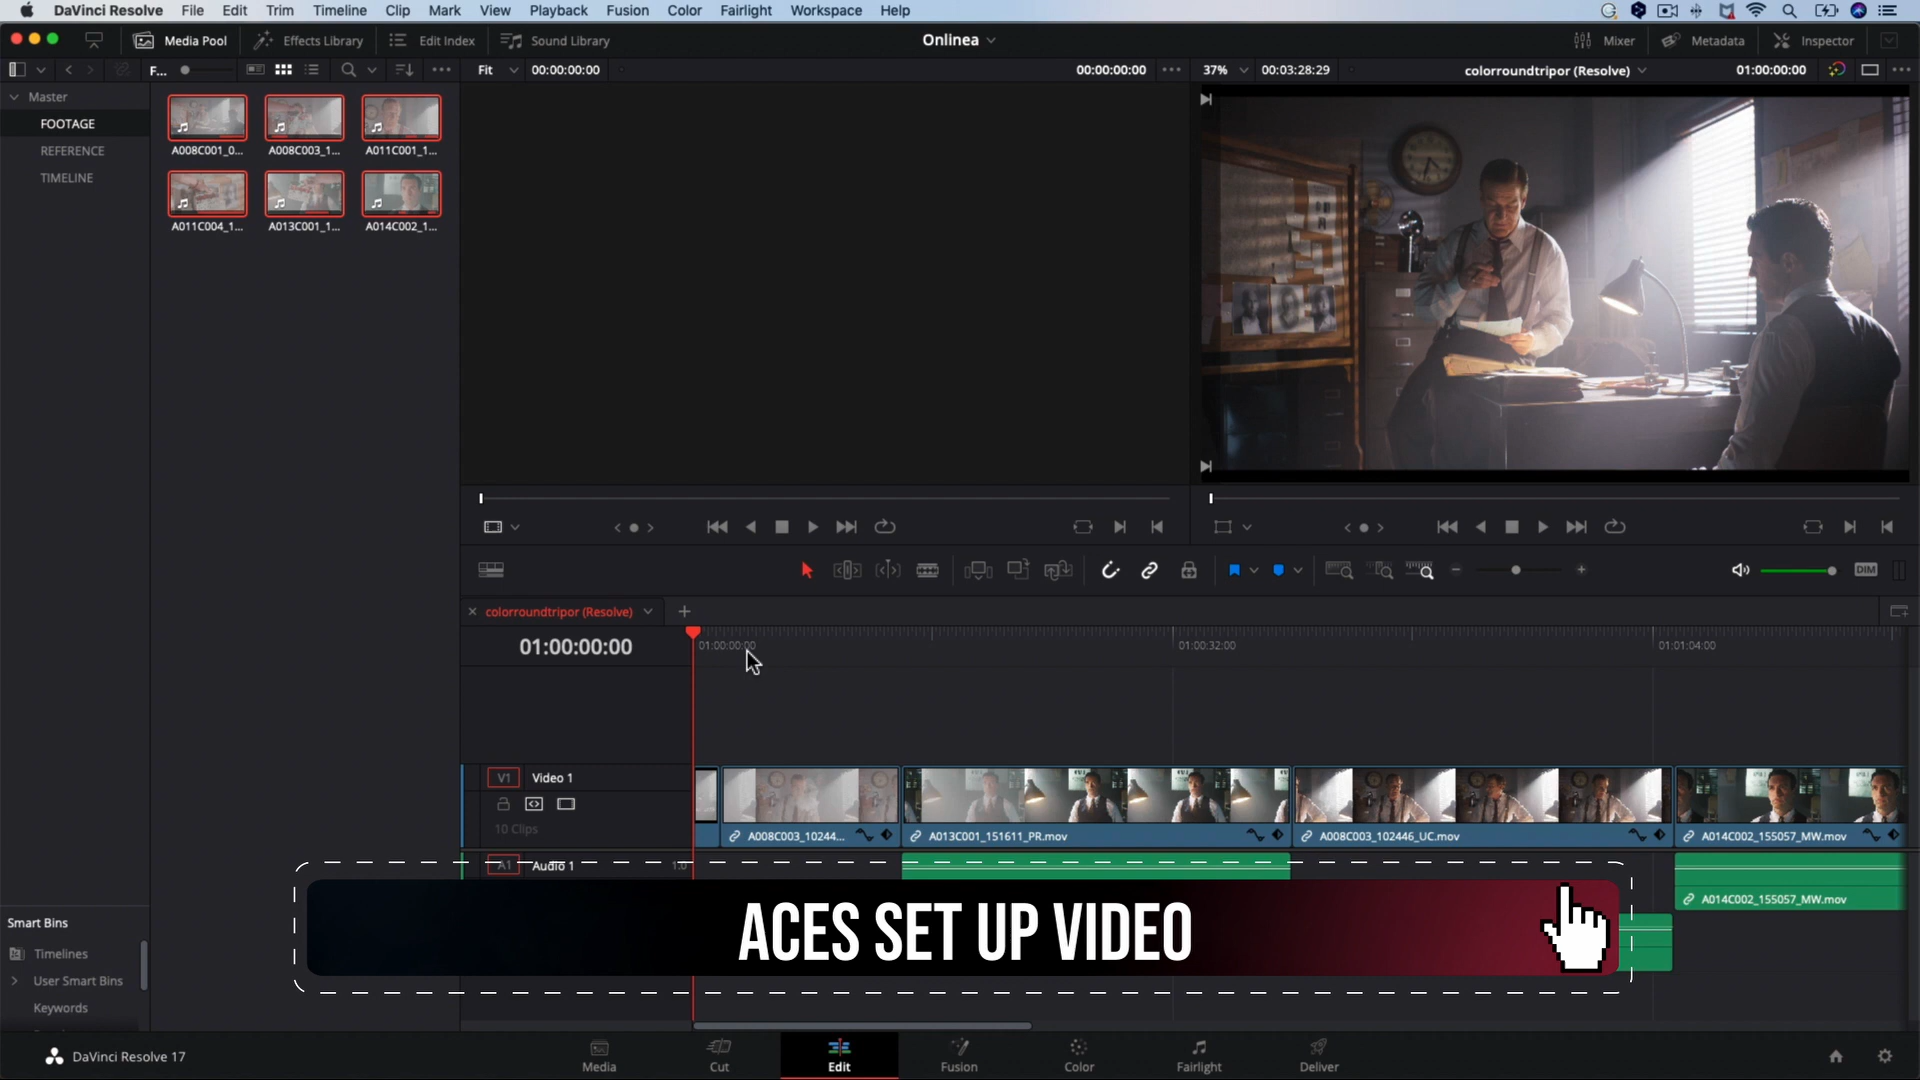 DaVinci Resolve File Edit Trim Timeline Clip Mark View Playback Fusion Color Fairlight Workspace Help
Media Pool Effects Library Edit Index Sound Library Onlinea Mixer Metadata Inspector
F... Fit 00:00:00:00 00:00:00:00 37% 00:03:28:29 colorroundtripor (Resolve) 01:00:00:00
Master
FOOTAGE
REFERENCE
TIMELINE
A008C001_0... A008C003_1... A011C001_1...
A011C004_1... A013C001_1... A014C002_1...
DIM
colorroundtripor (Resolve)
01:00:00:00 01:00:00:00 01:00:32:00 01:01:04:00
V1 Video 1
10 Clips
A008C003_10244... A013C001_151611_PR.mov A008C003_102446_UC.mov A014C002_155057_MW.mov
A1 Audio 1 1.0
A014C002_155057_MW.mov
ACES SET UP VIDEO
Smart Bins
Timelines
User Smart Bins
Keywords
DaVinci Resolve 17
Media Cut Edit Fusion Color Fairlight Deliver